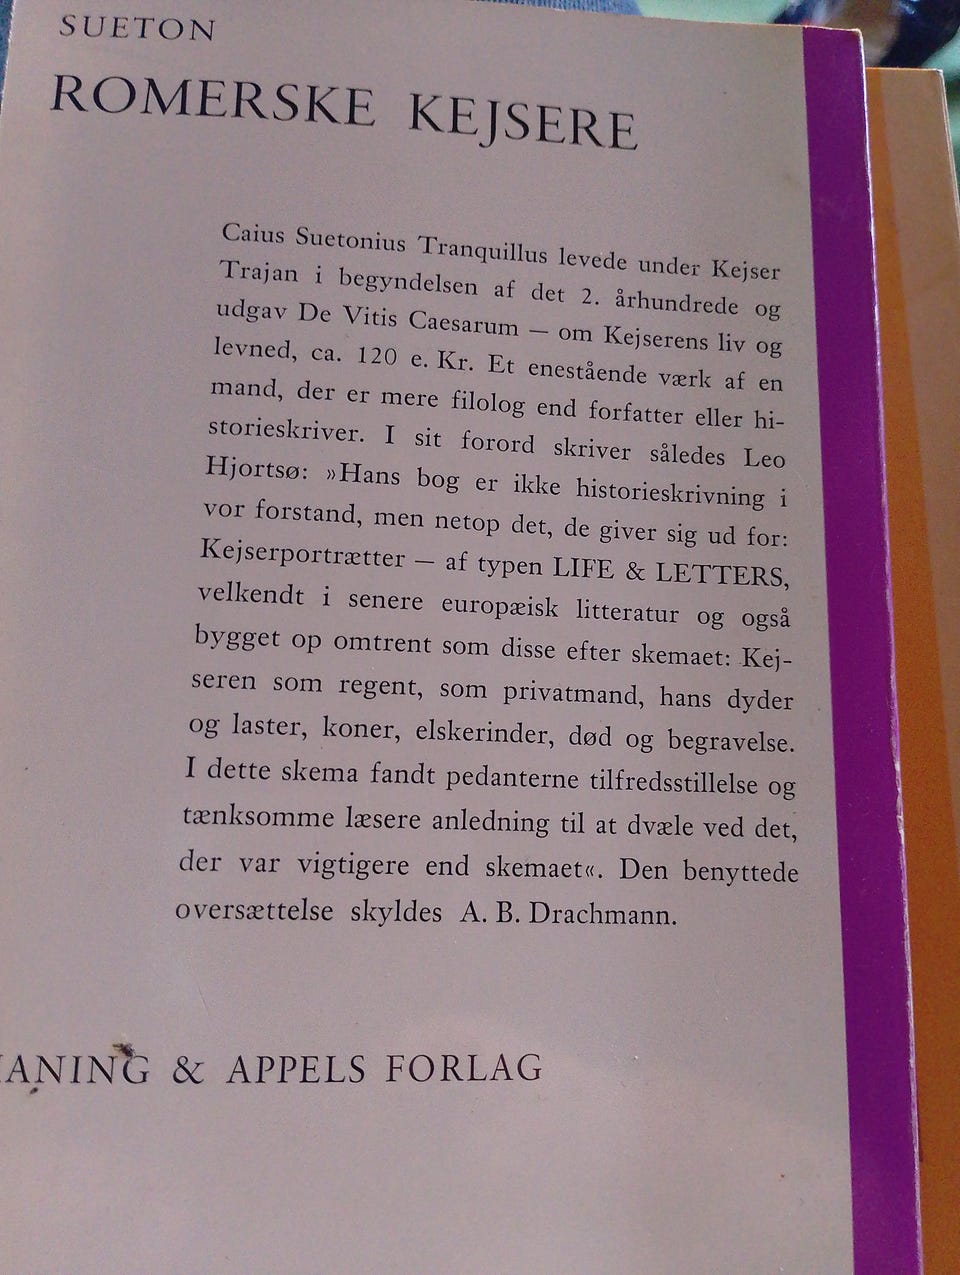 SUETON
ROMERSKE KEJSERE
Caius Suetonius Tranquillus levede under Kejser
Trajan i begyndelsen af det 2. århundrede og
udgav De Vitis Caesarum — om Kejserens liv og
levned, ca. 120 e. Kr. Et enestående værk af en
mand, der er mere filolog end forfatter eller hi-
storieskriver. I sit forord skriver således Leo
Hjortsø: »Hans bog er ikke historieskrivning i
vor forstand, men netop det, de giver sig ud for:
Kejserportrætter — af typen LIFE & LETTERS,
velkendt i senere europæisk litteratur og også
bygget op omtrent som disse efter skemaet: Kej-
seren som regent, som privatmand, hans dyder
og laster, koner, elskerinder, død og begravelse.
I dette skema fandt pedanterne tilfredsstillelse og
tænksomme læsere anledning til at dvæle ved det,
der var vigtigere end skemaet«. Den benyttede
oversættelse skyldes A. B. Drachmann.
ANING & APPELS FORLAG